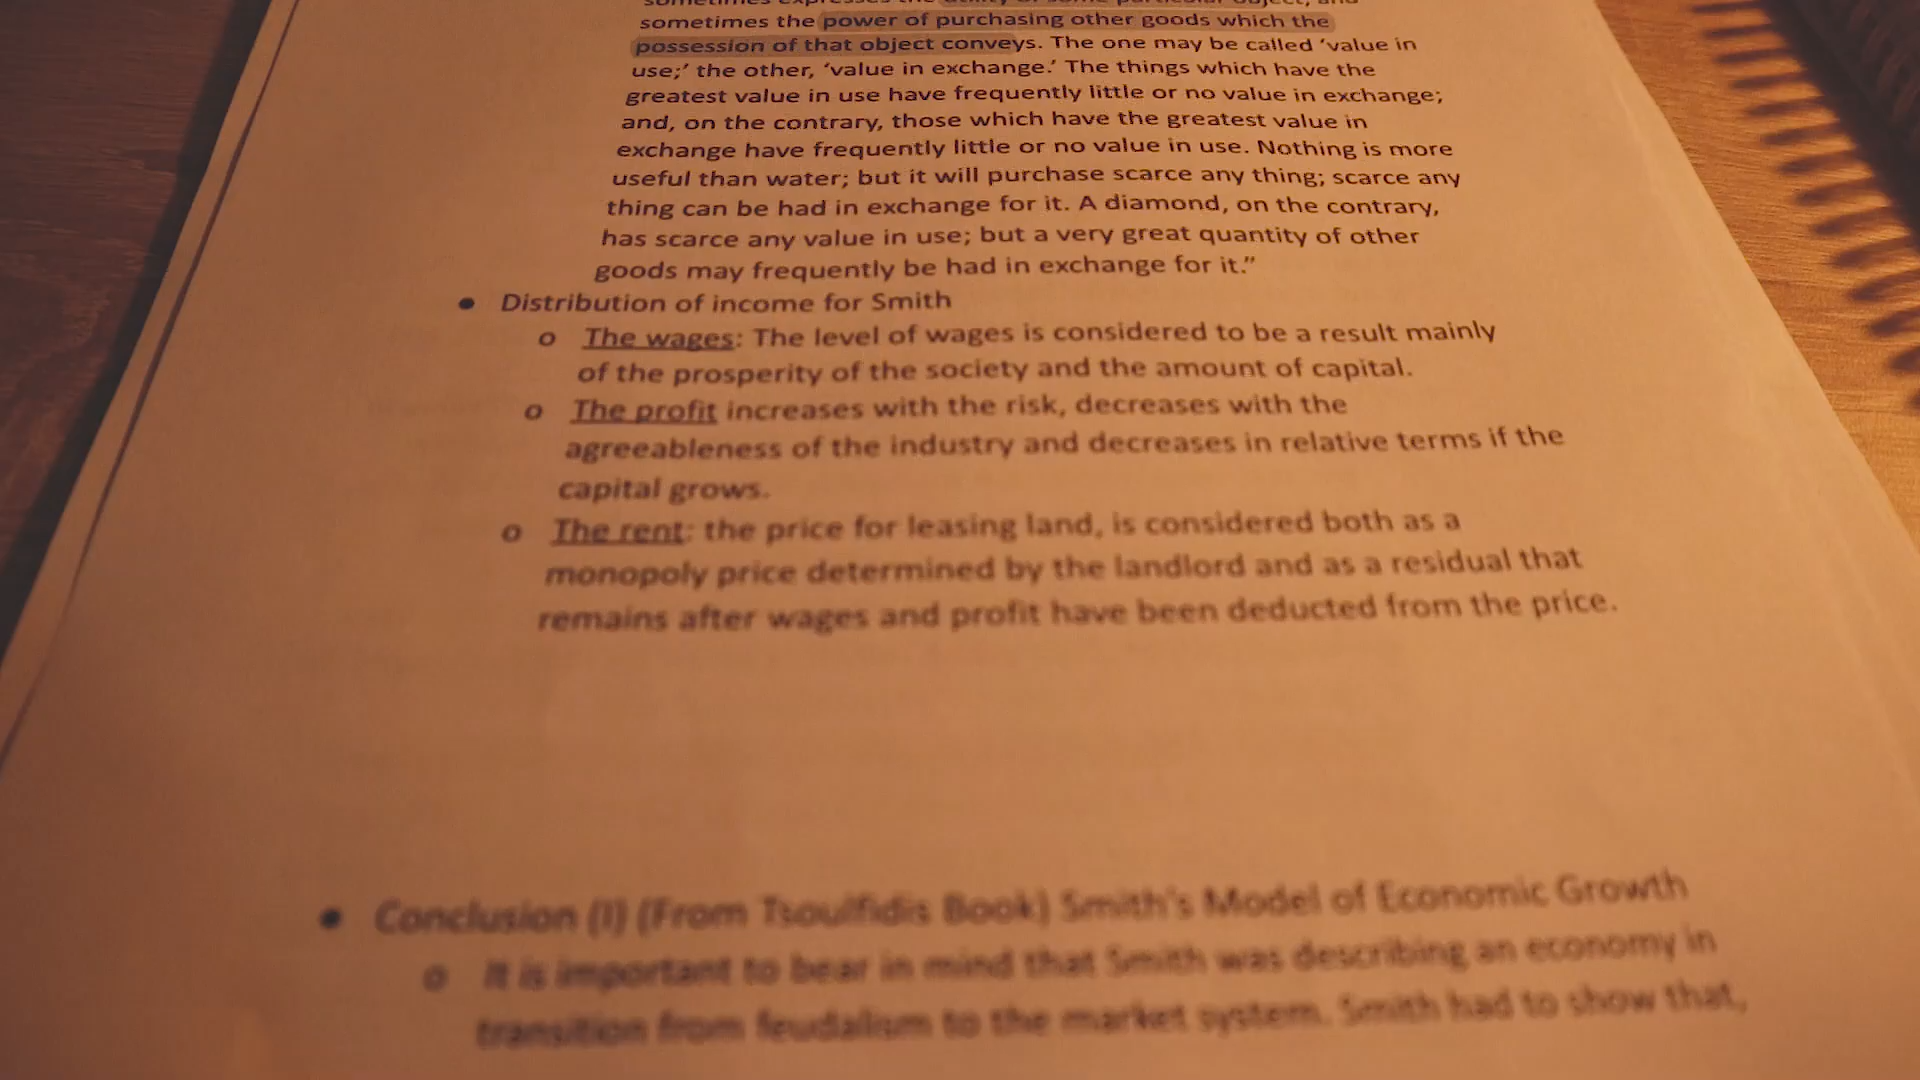 sometimes expresses the utility of some particular object, and
sometimes the power of purchasing other goods which the
possession of that object conveys. The one may be called ‘value in
use;’ the other, ‘value in exchange.’ The things which have the
greatest value in use have frequently little or no value in exchange;
and, on the contrary, those which have the greatest value in
exchange have frequently little or no value in use. Nothing is more
useful than water; but it will purchase scarce any thing; scarce any
thing can be had in exchange for it. A diamond, on the contrary,
has scarce any value in use; but a very great quantity of other
goods may frequently be had in exchange for it.”
• Distribution of income for Smith
o The wages: The level of wages is considered to be a result mainly
of the prosperity of the society and the amount of capital.
o The profit increases with the risk, decreases with the
agreeableness of the industry and decreases in relative terms if the
capital grows.
o The rent: the price for leasing land, is considered both as a
monopoly price determined by the landlord and as a residual that
remains after wages and profit have been deducted from the price.
• Conclusion (I) (From Tsoulfidis Book) Smith's Model of Economic Growth
o It is important to bear in mind that Smith was describing an economy in
transition from feudalism to the market system. Smith had to show that,